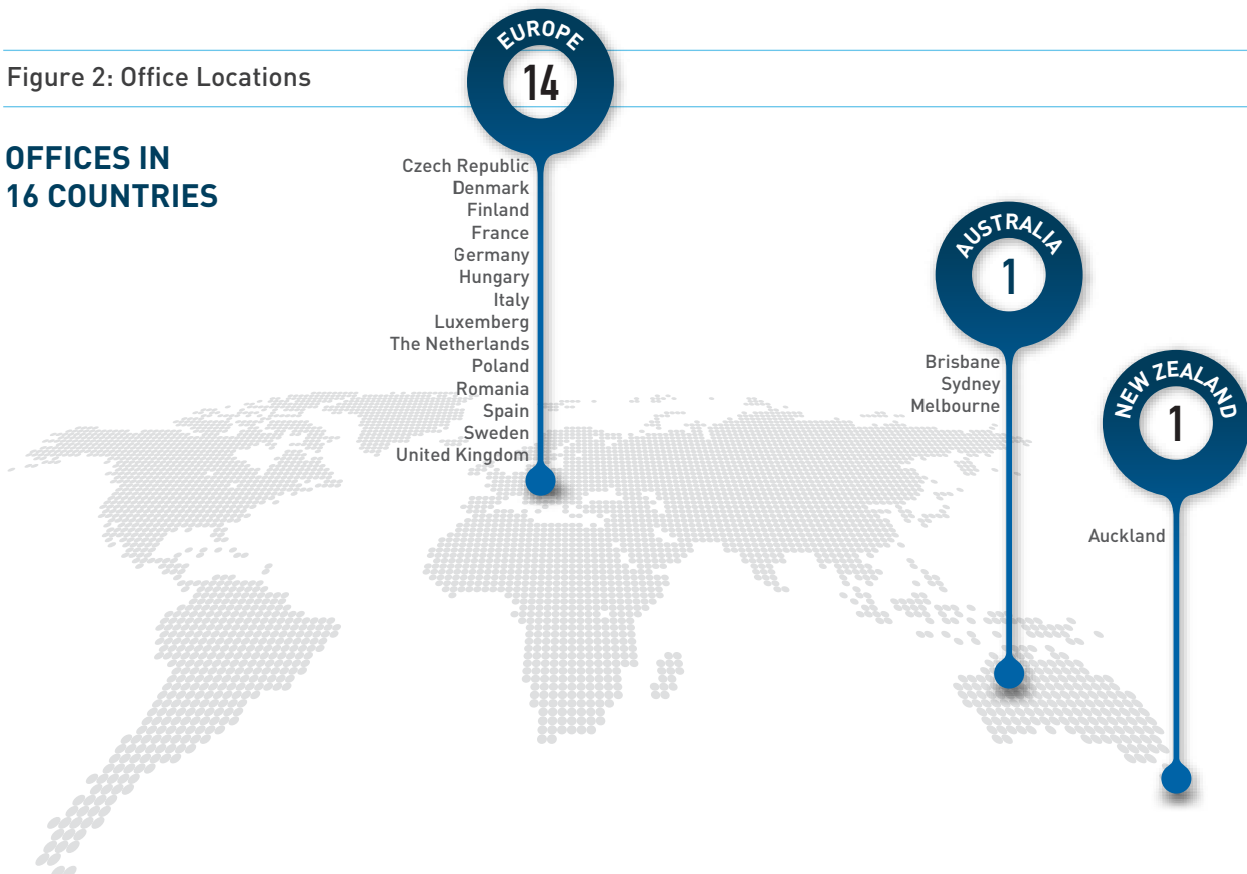 Figure 2: Office Locations
OFFICES IN
16 COUNTRIES
EUROPE
14
Czech Republic
Denmark
Finland
France
Germany
Hungary
Italy
Luxemberg
The Netherlands
Poland
Romania
Spain
Sweden
United Kingdom
AUSTRALIA
1
Brisbane
Sydney
Melbourne
NEW ZEALAND
1
Auckland